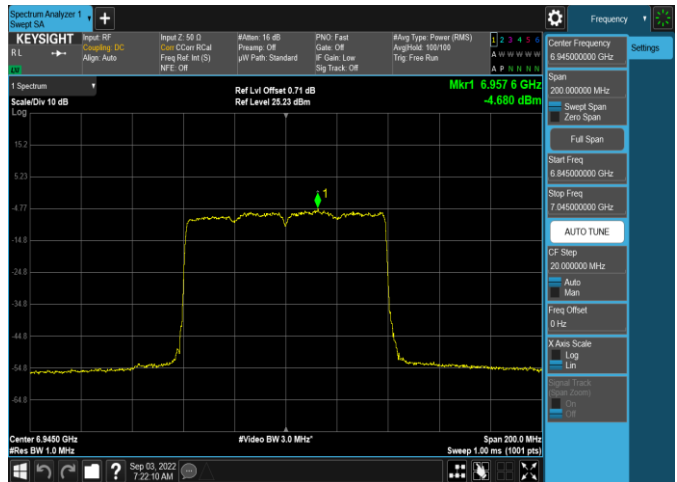 Spectrum Analyzer 1
Swept SA
+
Frequency
KEYSIGHT
RL
LV
Input: RF
Coupling: DC
Align: Auto
Input Z: 50 Ω
Corr CCorr RCal
Freq Ref: Int (S)
NFE: Off
#Atten: 16 dB
Preamp: Off
µW Path: Standard
PNO: Fast
Gate: Off
IF Gain: Low
Sig Track: Off
#Avg Type: Power (RMS)
Avg|Hold: 100/100
Trig: Free Run
1 2 3 4 5 6
A W W W W W
A P N N N N
1 Spectrum
Scale/Div 10 dB
Log
Ref Lvl Offset 0.71 dB
Ref Level 25.23 dBm
Mkr1 6.957 6 GHz
-4.680 dBm
15.2
5.23
-4.77
-14.8
-24.8
-34.8
-44.8
-54.8
-64.8
1
Center 6.9450 GHz
#Res BW 1.0 MHz
#Video BW 3.0 MHz*
Span 200.0 MHz
Sweep 1.00 ms (1001 pts)
Center Frequency
6.945000000 GHz
Settings
Span
200.000000 MHz
Swept Span
Zero Span
Full Span
Start Freq
6.845000000 GHz
Stop Freq
7.045000000 GHz
AUTO TUNE
CF Step
20.000000 MHz
Auto
Man
Freq Offset
0 Hz
X Axis Scale
Log
Lin
Signal Track
(Span Zoom)
On
Off
?
Sep 03, 2022
7:22:10 AM